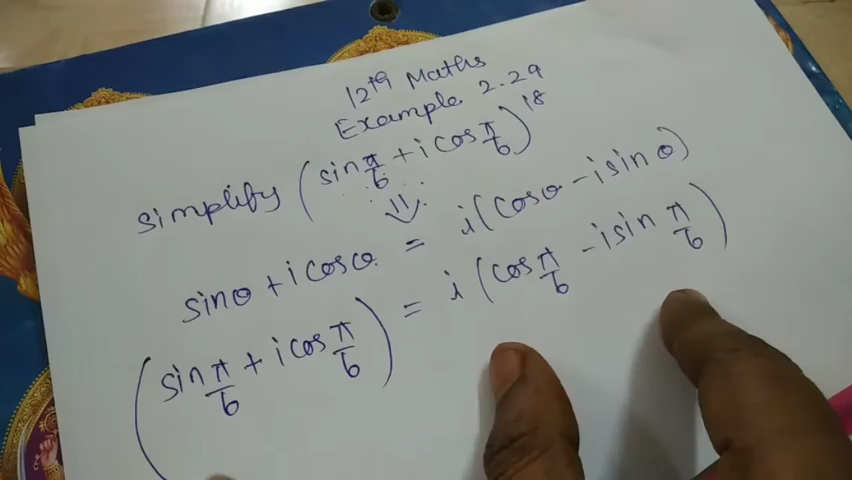 12th Maths
Example 2.29
simplify (sin π/6 + i cos π/6)^18
⇓
sinθ + i cosθ = i(cosθ - i sinθ)
(sin π/6 + i cos π/6) = i(cos π/6 - i sin π/6)